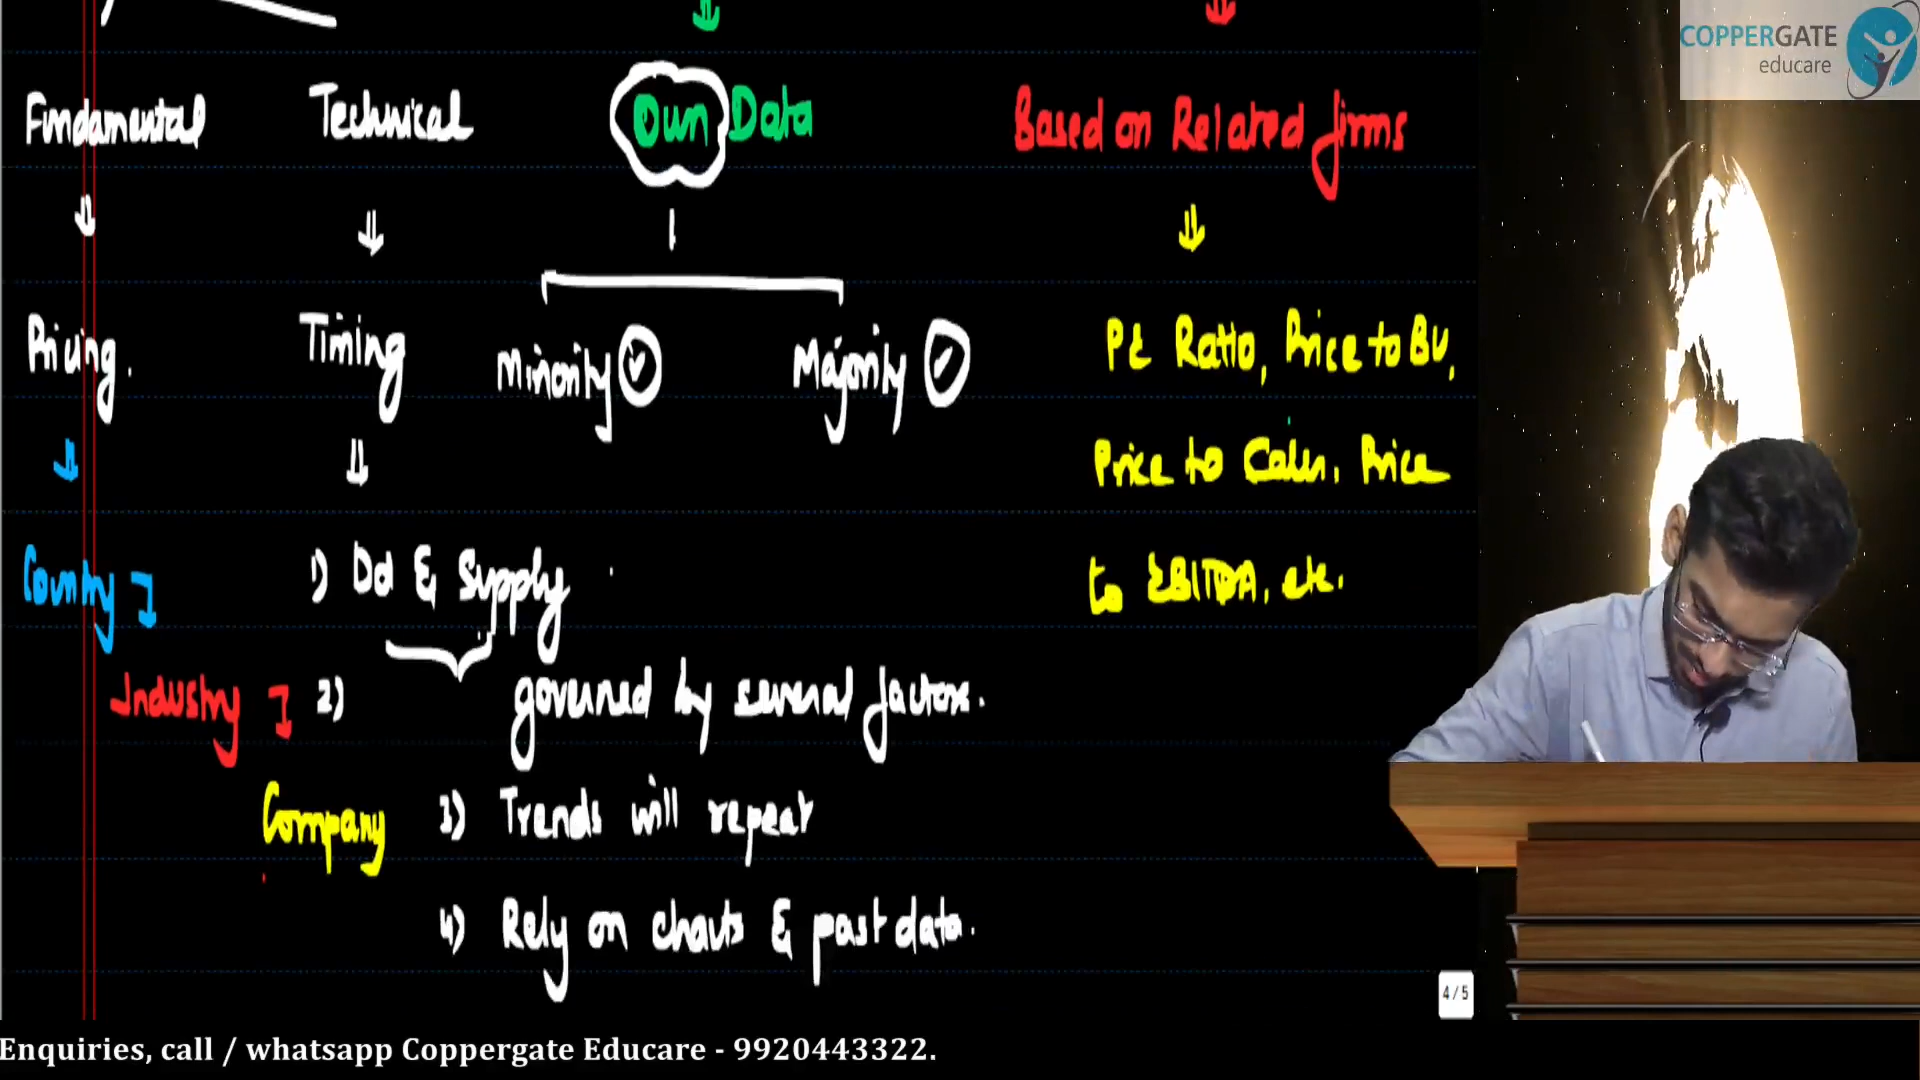 COPPERGATE
educare
Fundamental Technical Own Data Based on Related firms
Pricing. Timing Minority Majority PE Ratio, Price to BV,
Price to Sales, Price
Country 1) Dd & Supply to EBITDA, etc.
Industry 2) governed by several factors.
Company 3) Trends will repeat
4) Rely on charts & past data.
4/5
Enquiries, call / whatsapp Coppergate Educare - 9920443322.